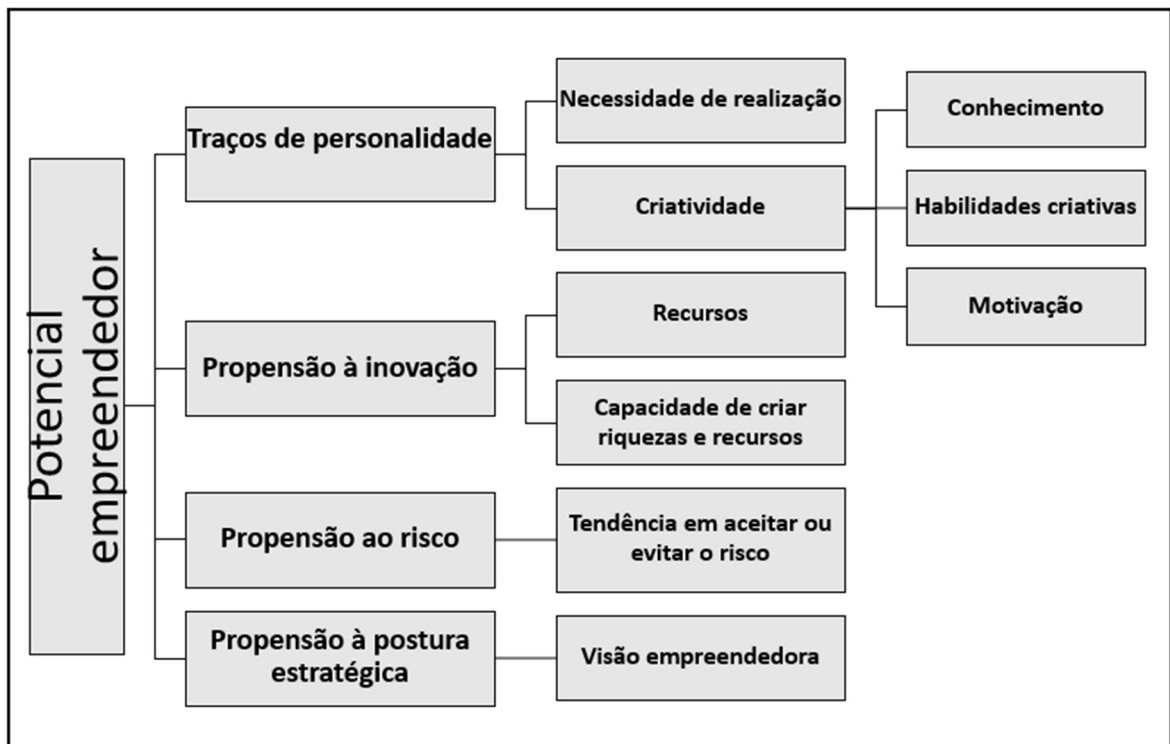 Potencial
empreendedor
Traços de personalidade
Necessidade de realização
Criatividade
Conhecimento
Habilidades criativas
Motivação
Propensão à inovação
Recursos
Capacidade de criar
riquezas e recursos
Propensão ao risco
Tendência em aceitar ou
evitar o risco
Propensão à postura
estratégica
Visão empreendedora